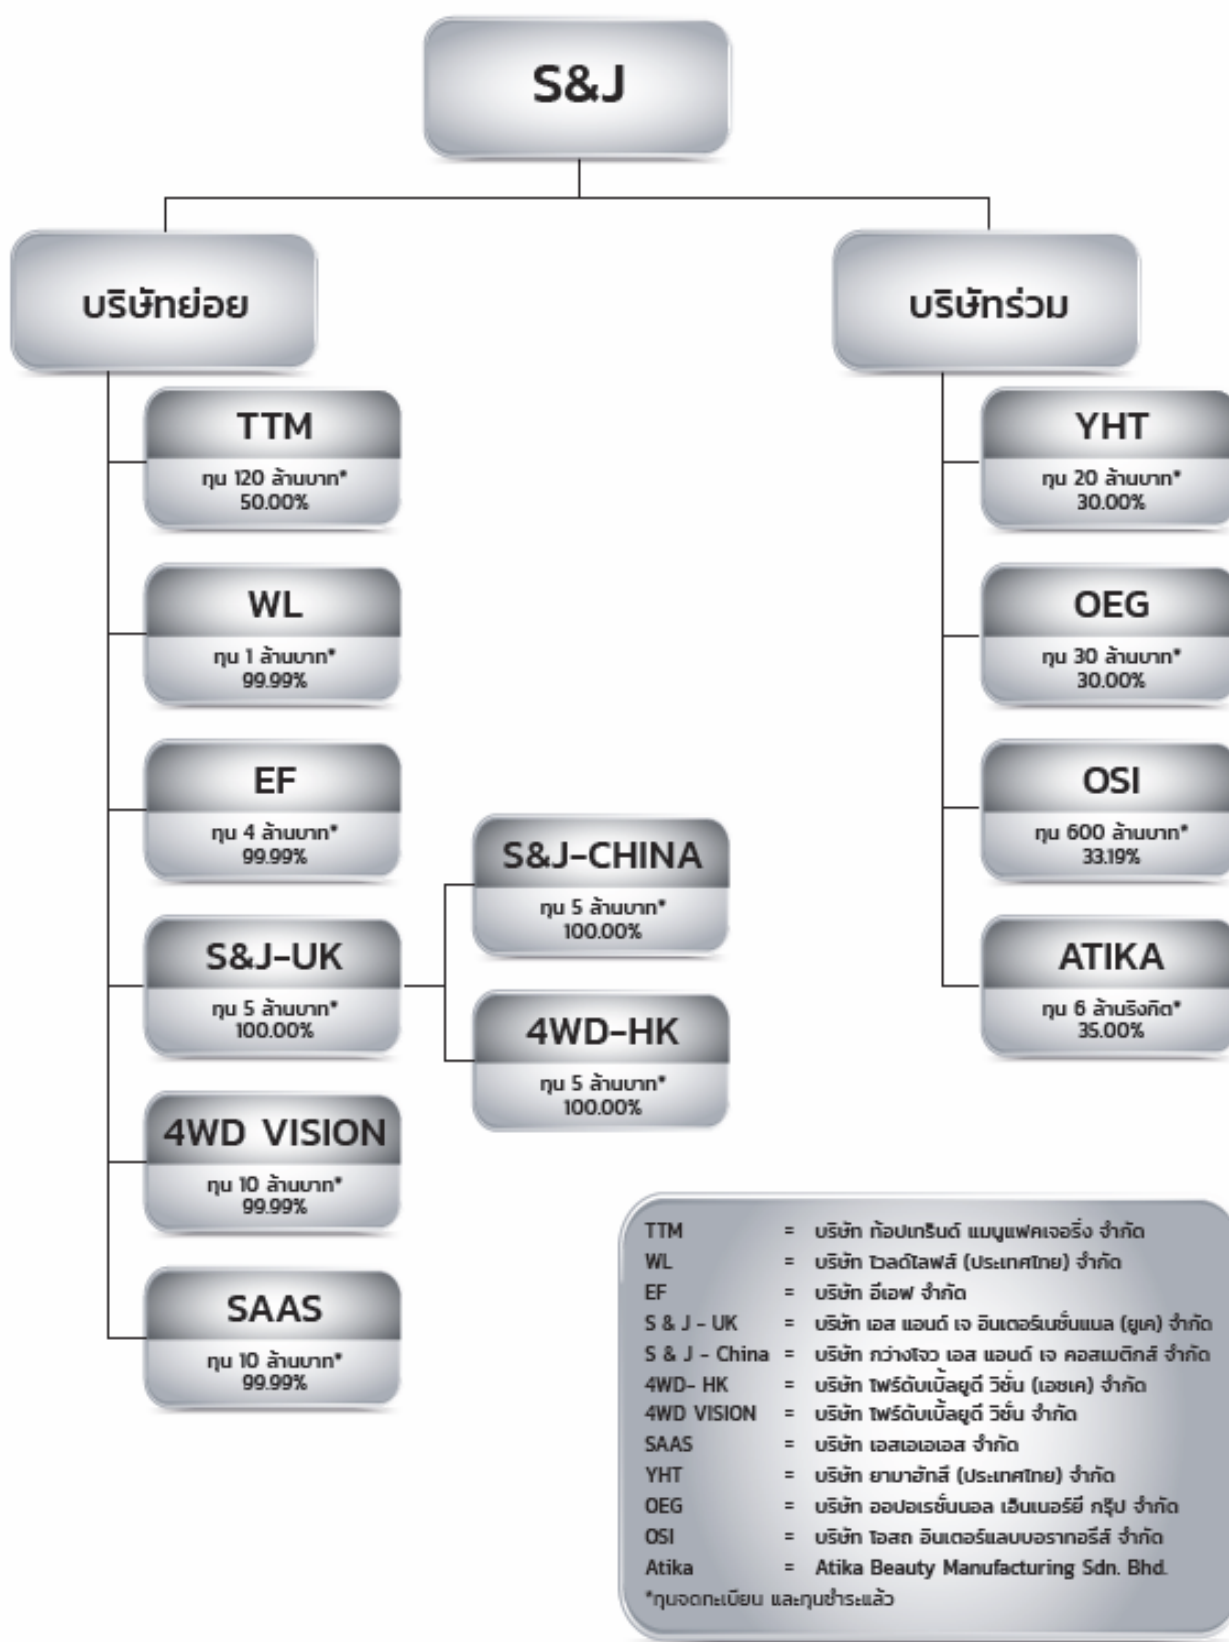 S&J
บริษัทย่อย
บริษัทร่วม
TTM
ทุน 120 ล้านบาท*
50.00%
WL
ทุน 1 ล้านบาท*
99.99%
EF
ทุน 4 ล้านบาท*
99.99%
S&J-UK
ทุน 5 ล้านบาท*
100.00%
S&J-CHINA
ทุน 5 ล้านบาท*
100.00%
4WD-HK
ทุน 5 ล้านบาท*
100.00%
4WD VISION
ทุน 10 ล้านบาท*
99.99%
SAAS
ทุน 10 ล้านบาท*
99.99%
YHT
ทุน 20 ล้านบาท*
30.00%
OEG
ทุน 30 ล้านบาท*
30.00%
OSI
ทุน 600 ล้านบาท*
33.19%
ATIKA
ทุน 6 ล้านริงกิต*
35.00%
TTM = บริษัท ท้อปเทร็นด์ แมนูแฟคเจอริ่ง จำกัด
WL = บริษัท ไวลด์ไลฟส์ (ประเทศไทย) จำกัด
EF = บริษัท อีเอฟ จำกัด
S & J - UK = บริษัท เอส แอนด์ เจ อินเตอร์เนชั่นแนล (ยูเค) จำกัด
S & J - China = บริษัท กว่างโจว เอส แอนด์ เจ คอสเมติกส์ จำกัด
4WD- HK = บริษัท โฟร์ดับเบิ้ลยูดี วิชั่น (เอชเค) จำกัด
4WD VISION = บริษัท โฟร์ดับเบิ้ลยูดี วิชั่น จำกัด
SAAS = บริษัท เอสเอเอเอส จำกัด
YHT = บริษัท ยามาฮัทสึ (ประเทศไทย) จำกัด
OEG = บริษัท ออปอเรชั่นนอล เอ็นเนอร์ยี กรุ๊ป จำกัด
OSI = บริษัท โอสถ อินเตอร์แลบบอราทอรีส์ จำกัด
Atika = Atika Beauty Manufacturing Sdn. Bhd.
*ทุนจดทะเบียน และทุนชำระแล้ว